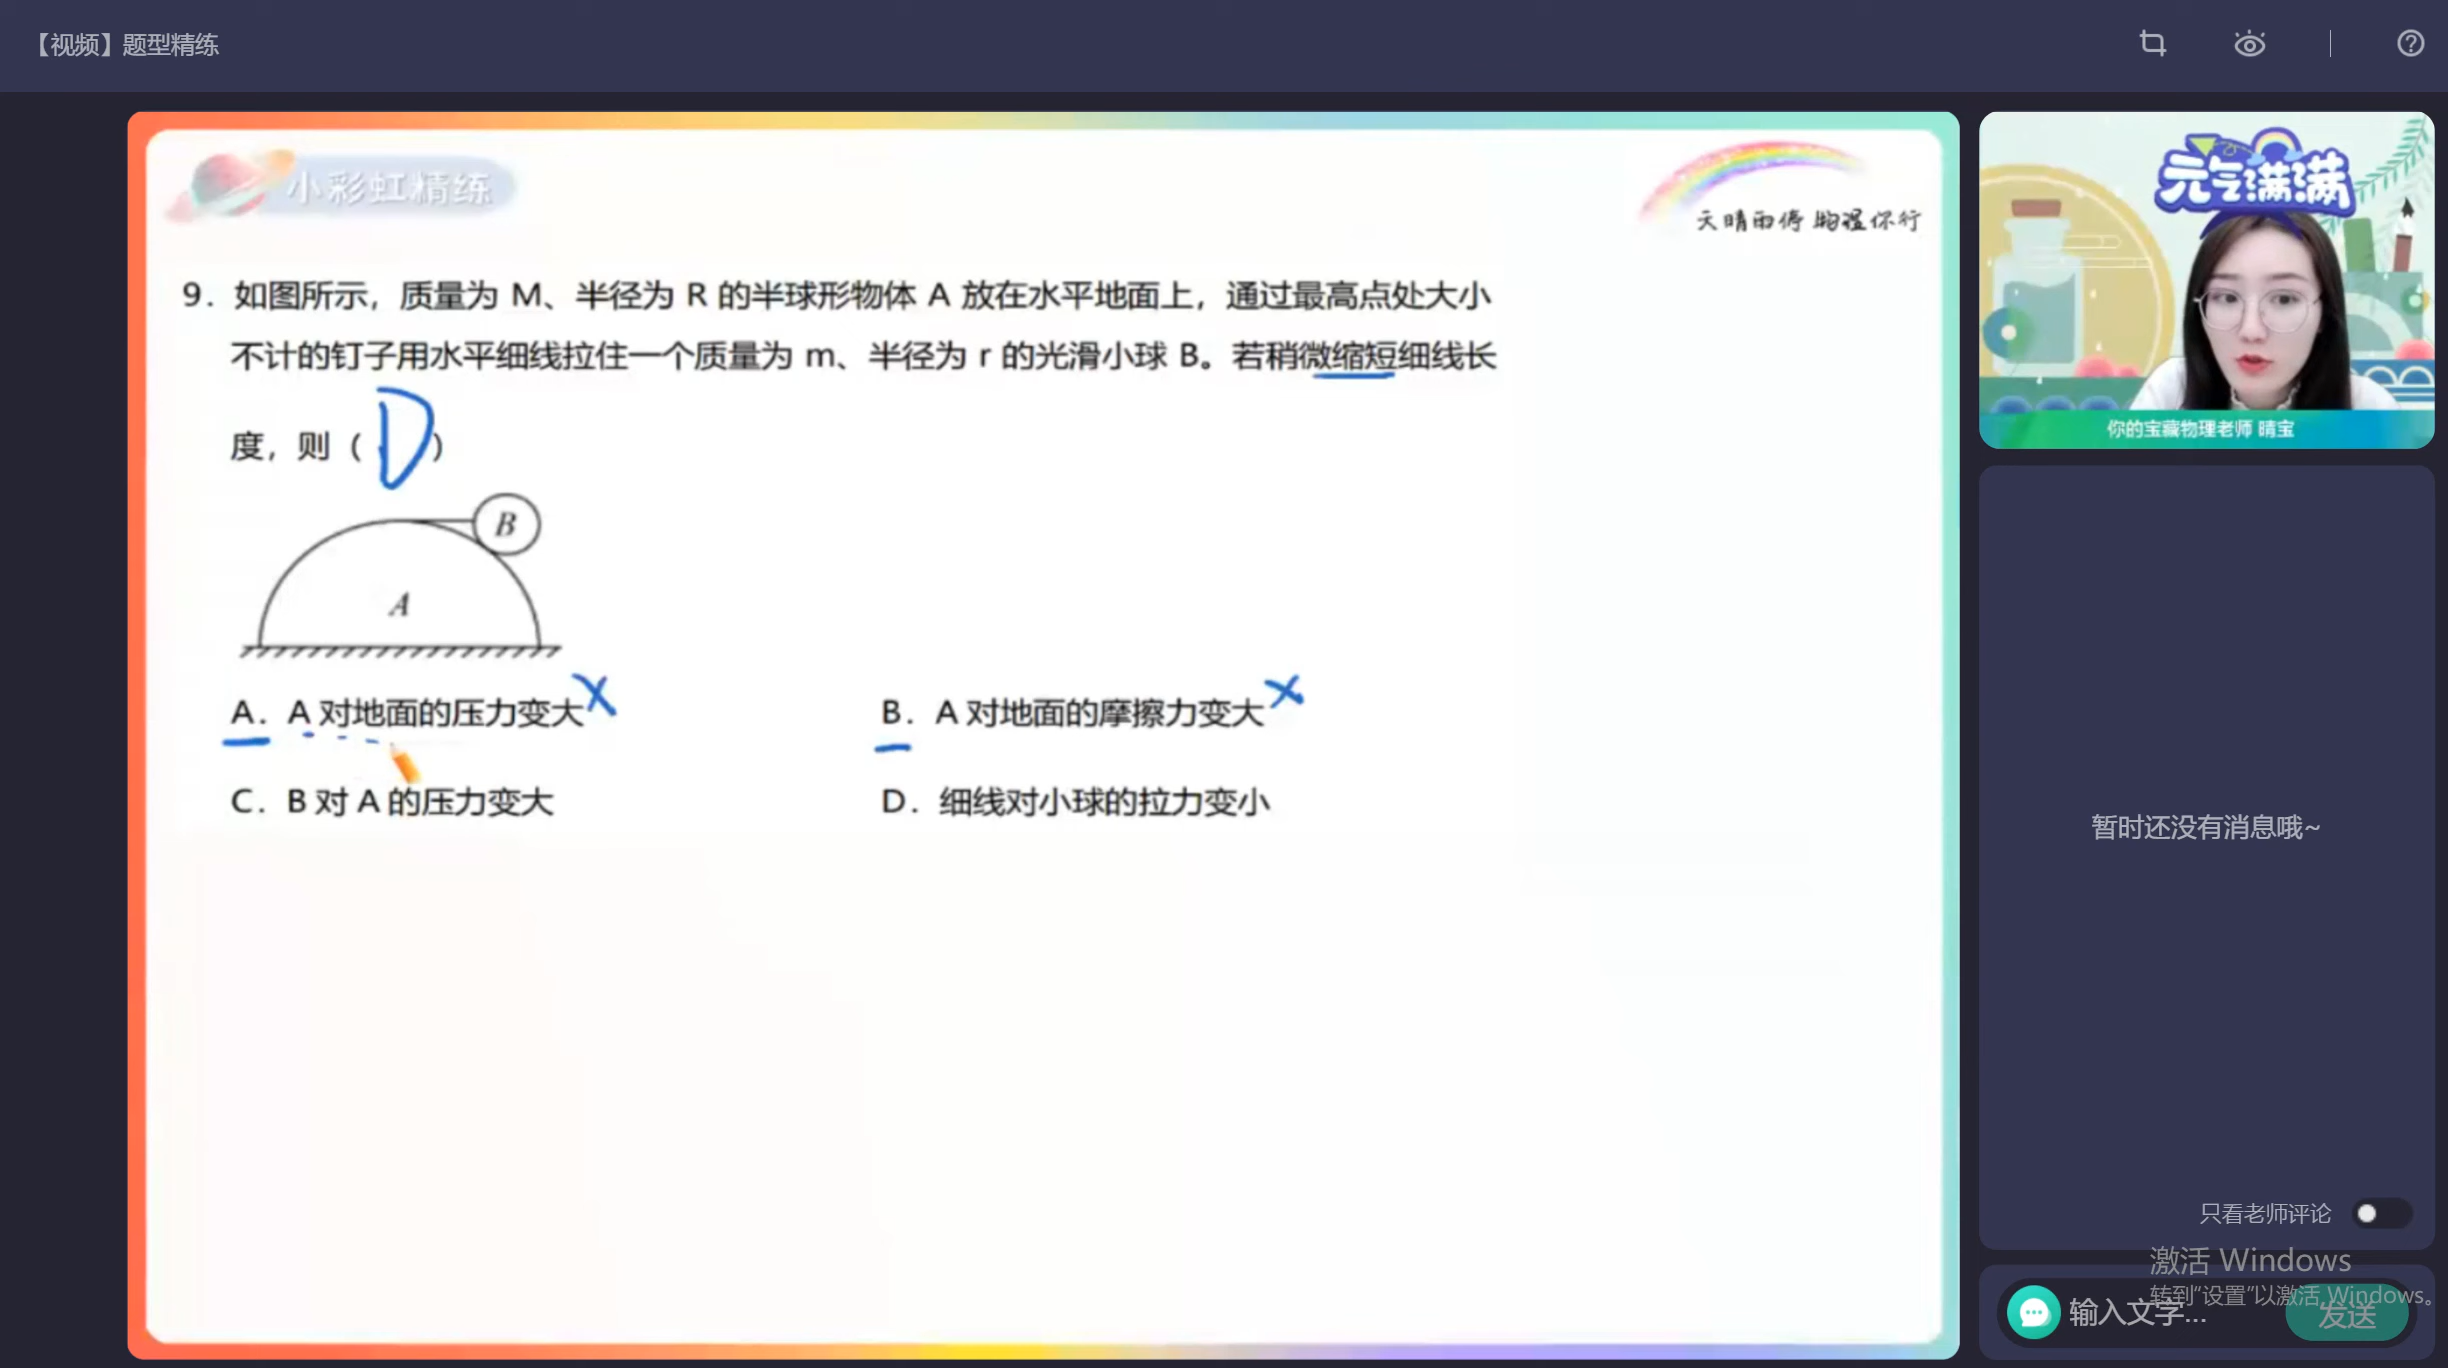 【视频】题型精练
小彩虹精练
天晴雨停 物理你行
9. 如图所示，质量为 M、半径为 R 的半球形物体 A 放在水平地面上，通过最高点处大小
不计的钉子用水平细线拉住一个质量为 m、半径为 r 的光滑小球 B。若稍微缩短细线长
度，则（ D ）
B
A
A. A 对地面的压力变大 ×
B. A 对地面的摩擦力变大 ×
C. B 对 A 的压力变大
D. 细线对小球的拉力变小
元气满满
你的宝藏物理老师 晴宝
暂时还没有消息哦~
只看老师评论
激活 Windows
转到"设置"以激活 Windows。
输入文字...
发送